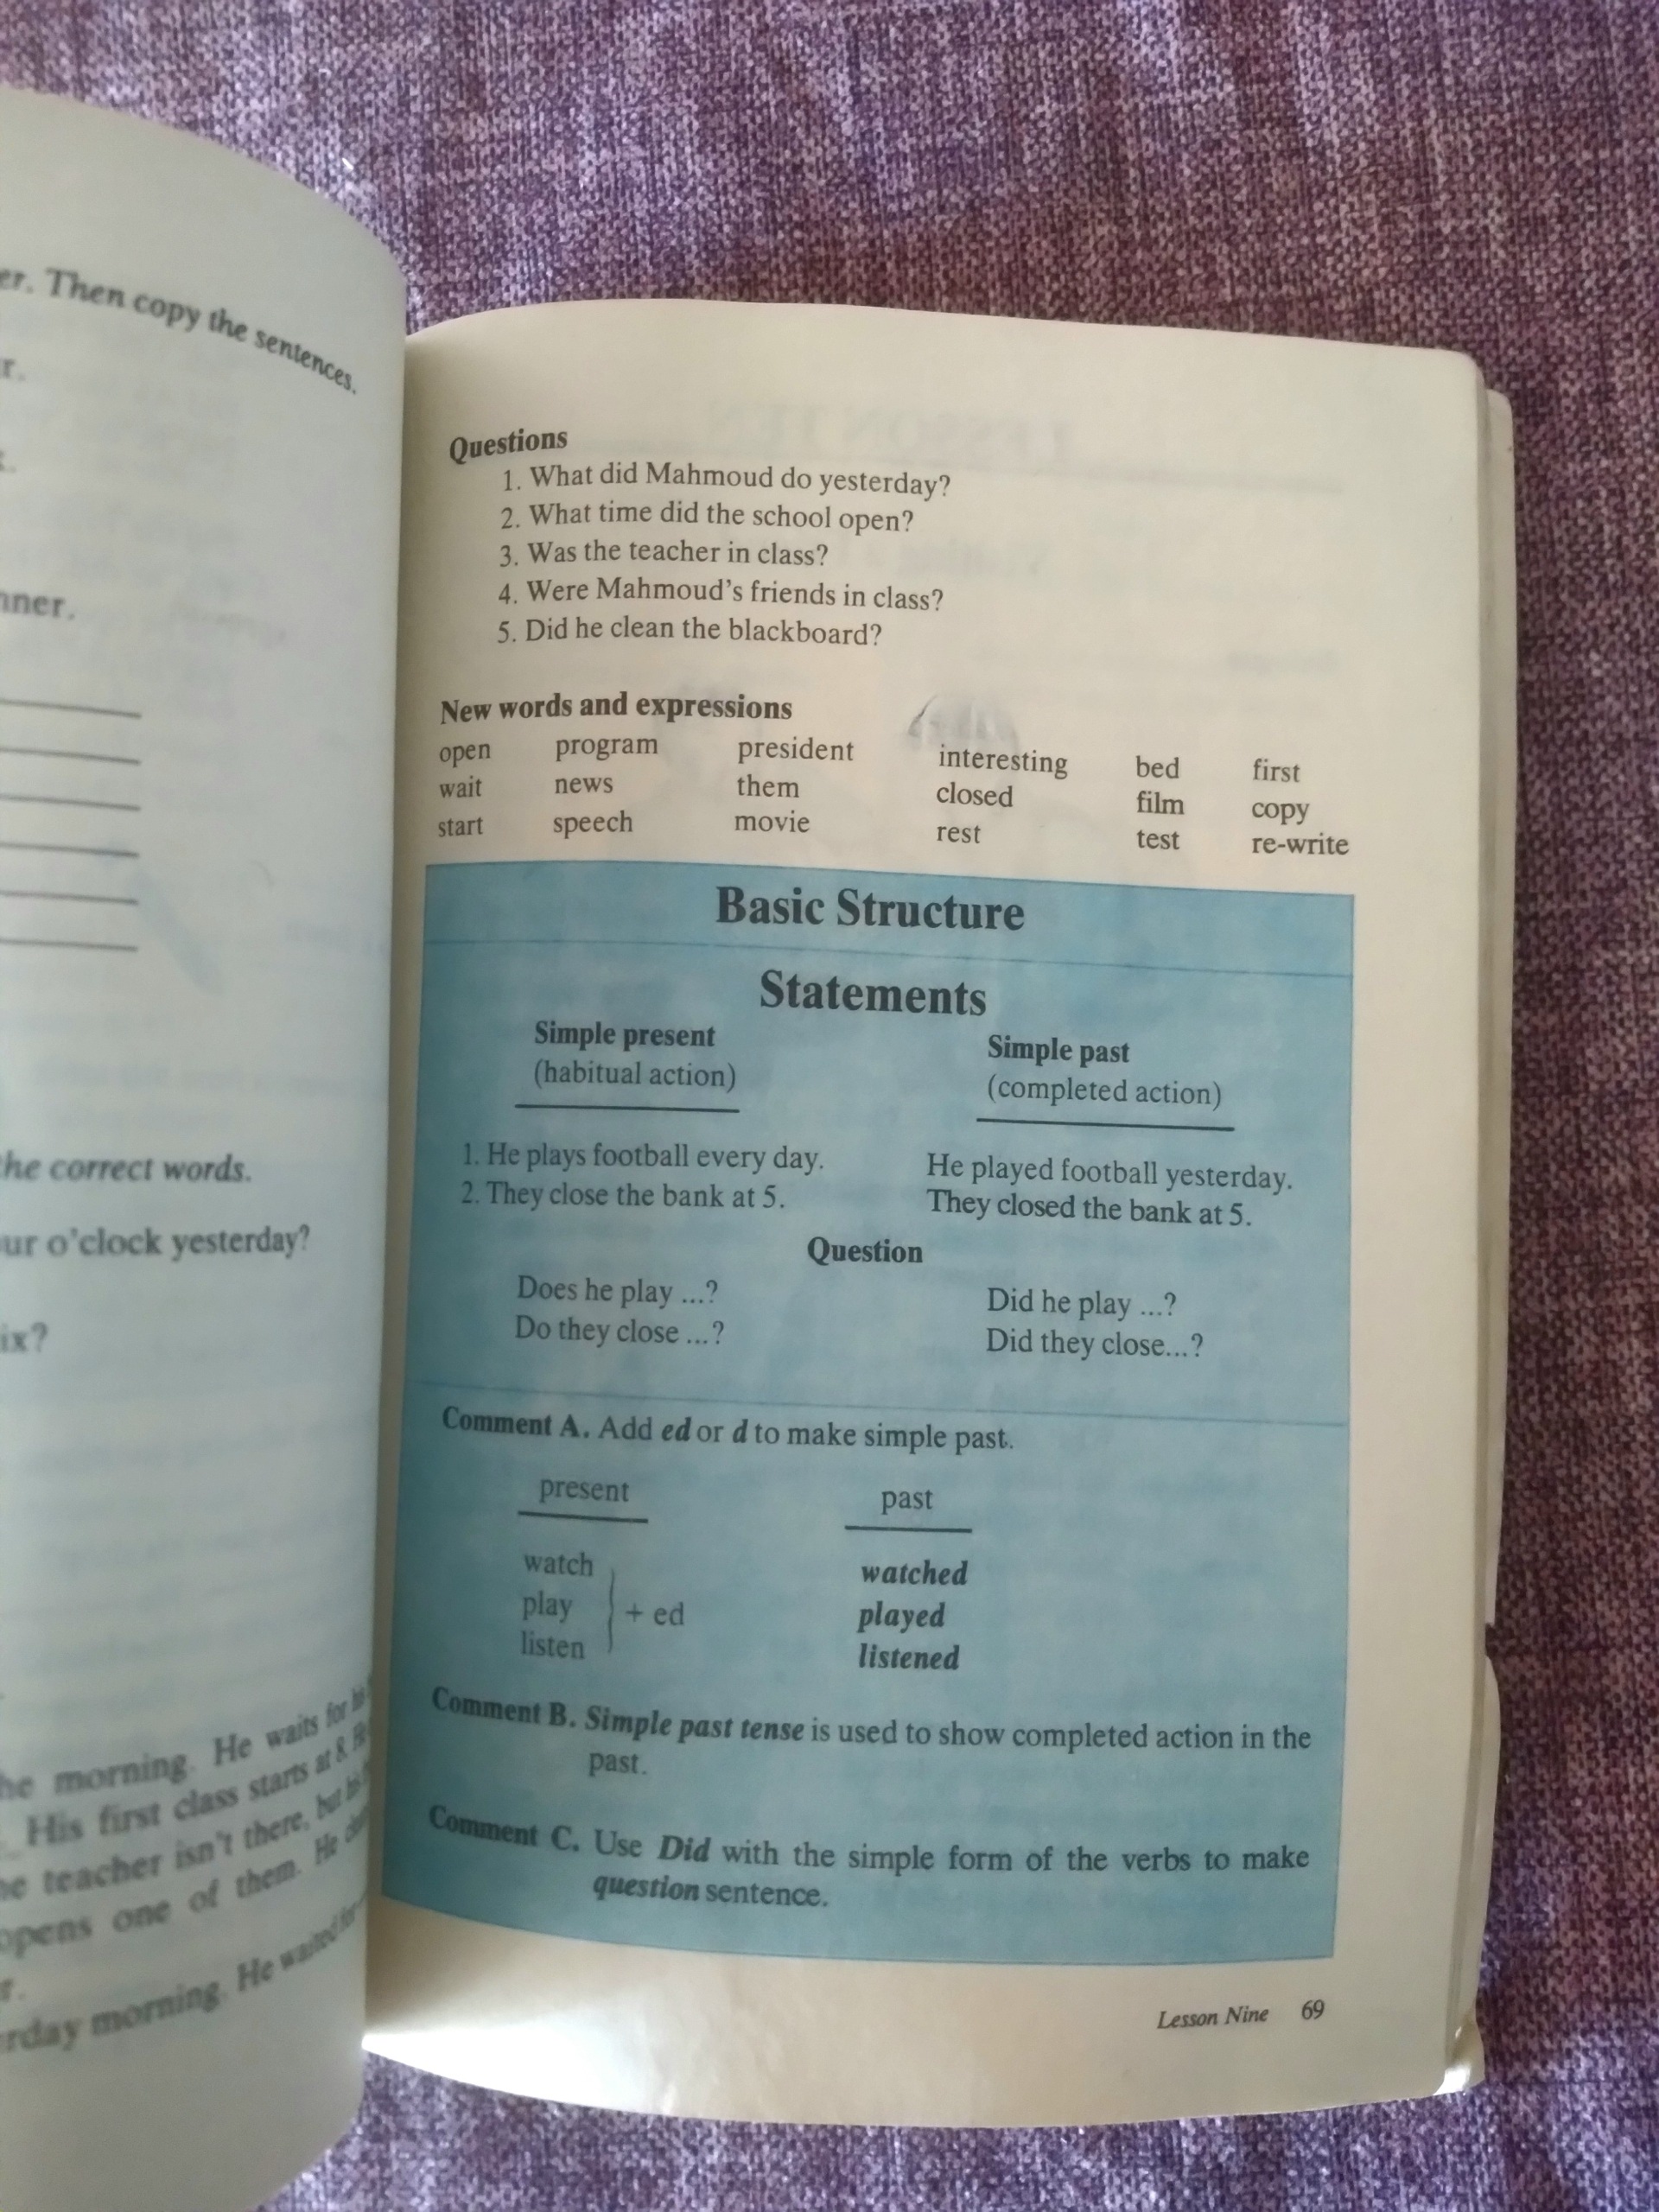 Then copy the sentences.
the correct words.
o'clock yesterday?
morning. He waits for
His first class starts at 8.
teacher isn't there, but
opens one of them. He
morning. He waited for
Questions
1. What did Mahmoud do yesterday?
2. What time did the school open?
3. Was the teacher in class?
4. Were Mahmoud's friends in class?
5. Did he clean the blackboard?
New words and expressions
open program president interesting bed first
wait news them closed film copy
start speech movie rest test re-write
Basic Structure
Statements
Simple present Simple past
(habitual action) (completed action)
1. He plays football every day. He played football yesterday.
2. They close the bank at 5. They closed the bank at 5.
Question
Does he play ...? Did he play ...?
Do they close ...? Did they close...?
Comment A. Add ed or d to make simple past.
present past
watch watched
play + ed played
listen listened
Comment B. Simple past tense is used to show completed action in the
past.
Comment C. Use Did with the simple form of the verbs to make
question sentence.
Lesson Nine 69